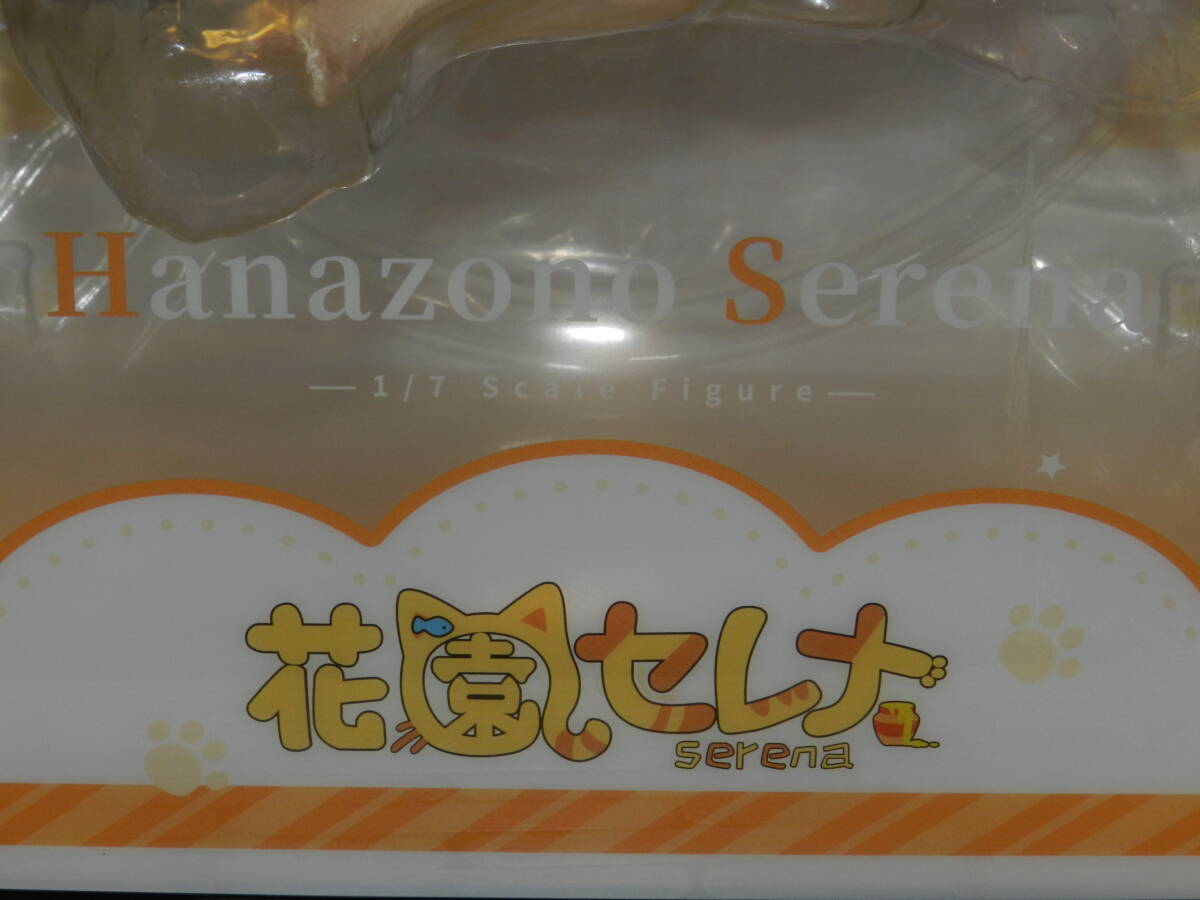 Hanazono Serena
1/7 Scale Figure
花園セレナ
serena